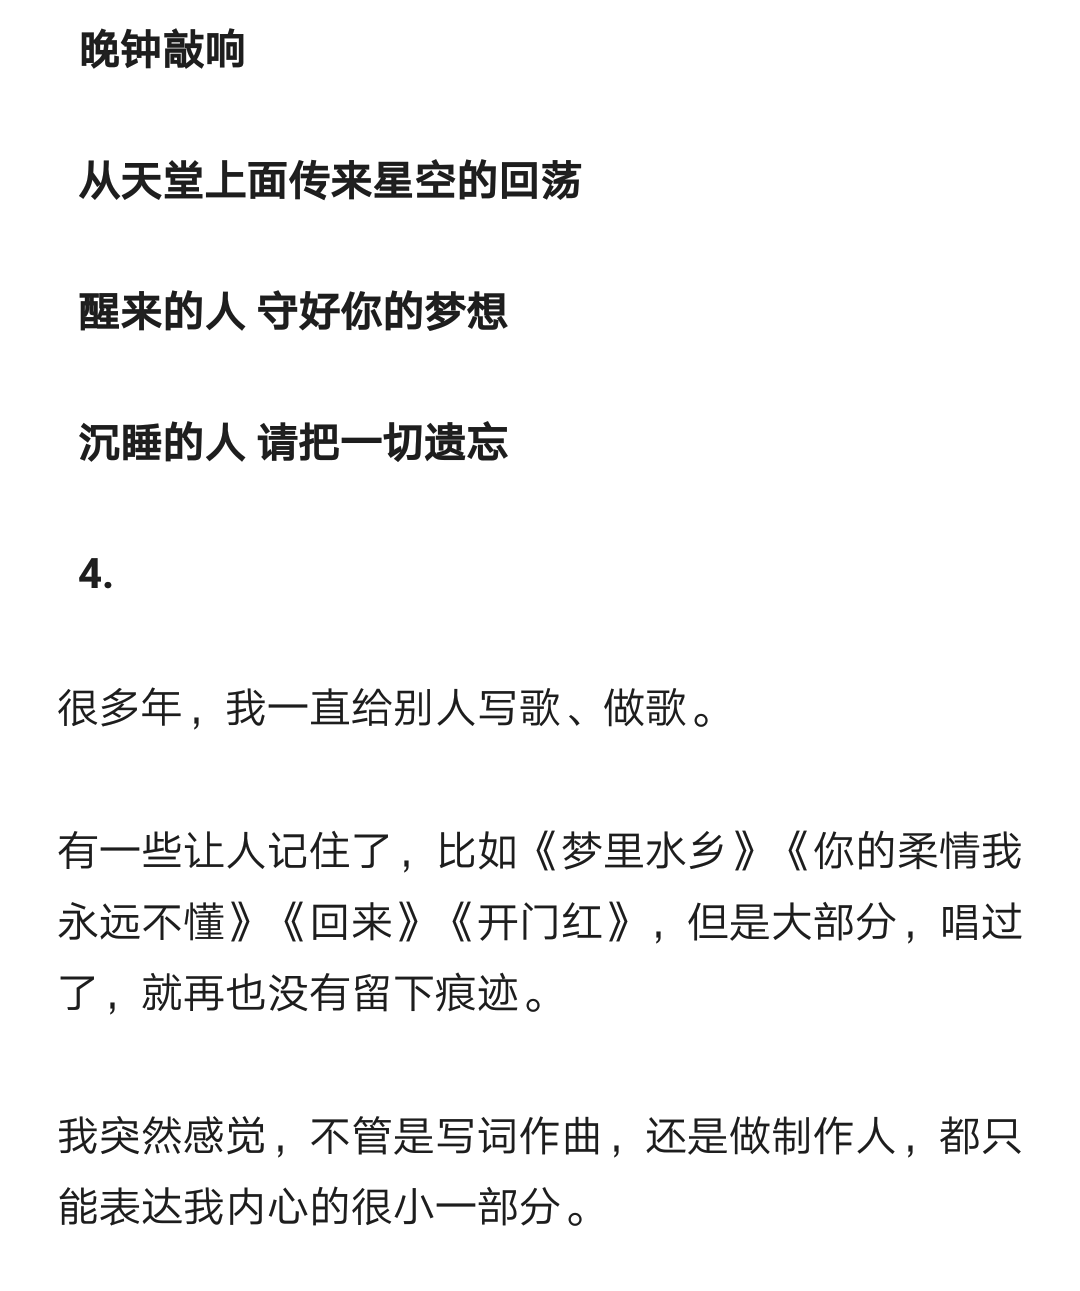 晚钟敲响
从天堂上面传来星空的回荡
醒来的人 守好你的梦想
沉睡的人 请把一切遗忘
4.
很多年，我一直给别人写歌、做歌。
有一些让人记住了，比如《梦里水乡》《你的柔情我
永远不懂》《回来》《开门红》，但是大部分，唱过
了，就再也没有留下痕迹。
我突然感觉，不管是写词作曲，还是做制作人，都只
能表达我内心的很小一部分。